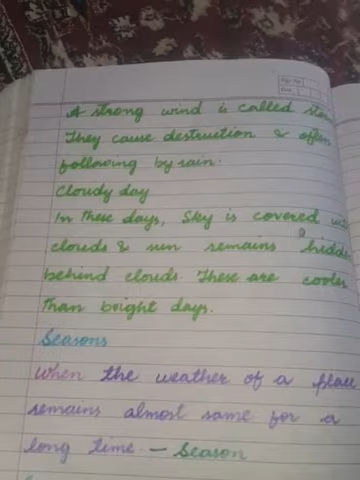 A strong wind is called
They cause destruction & often
following by rain.
Cloudy day
In these days, Sky is covered
clouds & sun remains
behind clouds. These are cooler
than bright days.
Seasons
When the weather of a place
remains almost same for a
long time – Season